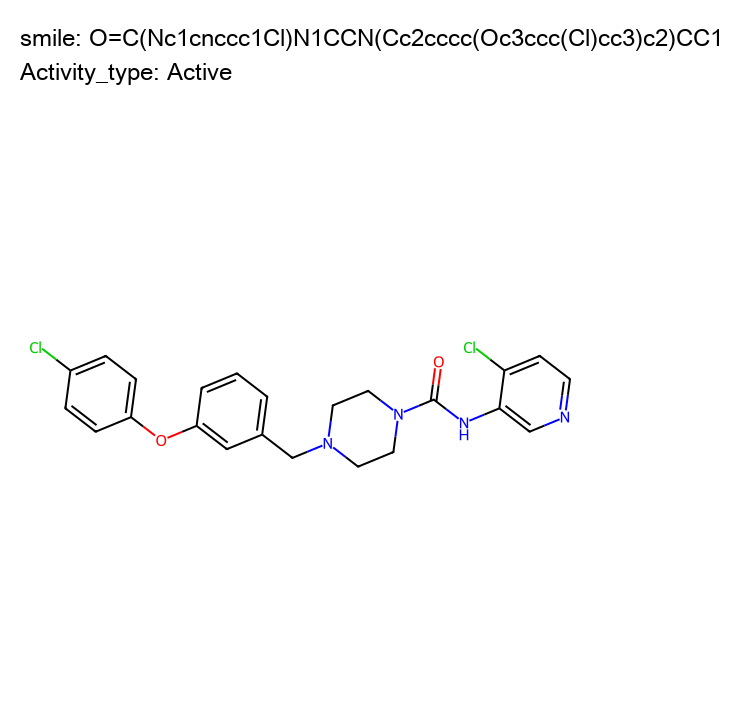 smile: O=C(Nc1cnccc1Cl)N1CCN(Cc2cccc(Oc3ccc(Cl)cc3)c2)CC1
Activity_type: Active
Cl
O
N
N
O
Cl
N
H
N